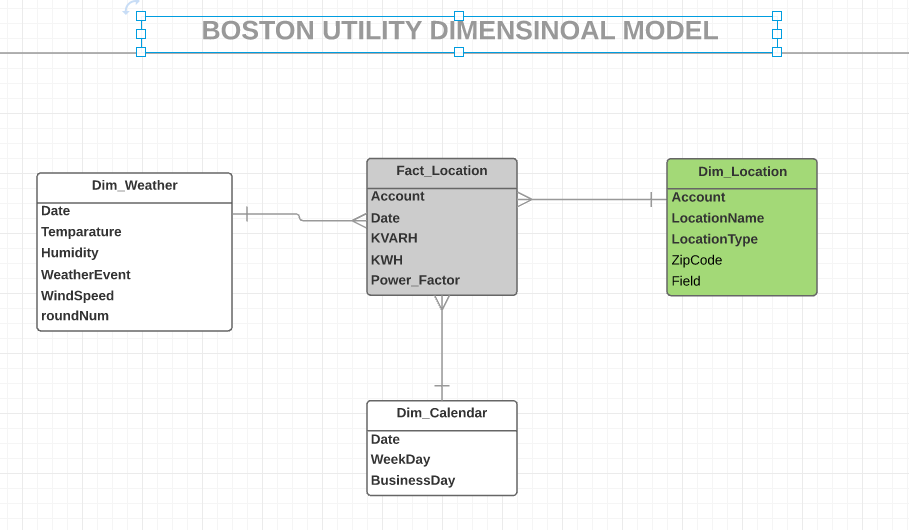 BOSTON UTILITY DIMENSINOAL MODEL
Dim_Weather
Date
Temparature
Humidity
WeatherEvent
WindSpeed
roundNum
Fact_Location
Account
Date
KVARH
KWH
Power_Factor
Dim_Location
Account
LocationName
LocationType
ZipCode
Field
Dim_Calendar
Date
WeekDay
BusinessDay